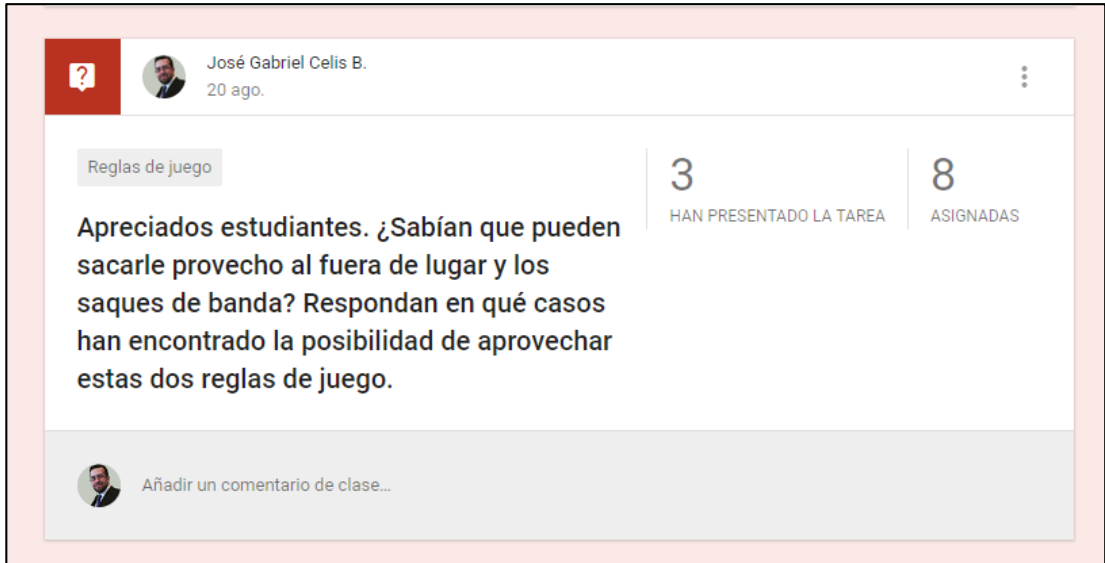 José Gabriel Celis B.
20 ago.
Reglas de juego
Apreciados estudiantes. ¿Sabían que pueden
sacarle provecho al fuera de lugar y los
saques de banda? Respondan en qué casos
han encontrado la posibilidad de aprovechar
estas dos reglas de juego.
3
HAN PRESENTADO LA TAREA
8
ASIGNADAS
Añadir un comentario de clase...